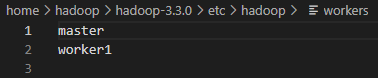 home > hadoop > hadoop-3.3.0 > etc > hadoop > workers
1 master
2 worker1
3